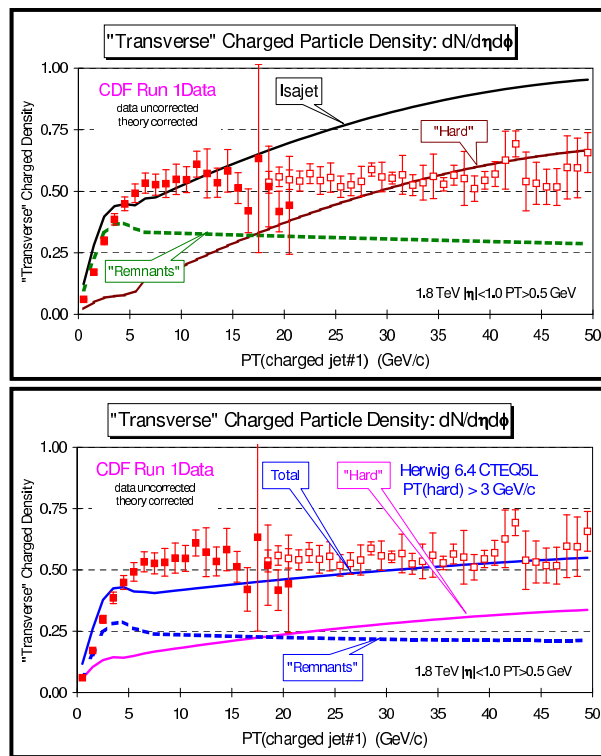 "Transverse" Charged Particle Density: dN/dηdϕ
1.00
CDF Run 1Data
data uncorrected
theory corrected
Isajet
"Hard"
0.75
0.50
0.25
0.00
"Transverse" Charged Density
"Remnants"
1.8 TeV |η|<1.0 PT>0.5 GeV
0 5 10 15 20 25 30 35 40 45 50
PT(charged jet#1) (GeV/c)
"Transverse" Charged Particle Density: dN/dηdϕ
1.00
CDF Run 1Data
data uncorrected
theory corrected
Total
"Hard"
Herwig 6.4 CTEQ5L
PT(hard) > 3 GeV/c
0.75
0.50
0.25
0.00
"Transverse" Charged Density
"Remnants"
1.8 TeV |η|<1.0 PT>0.5 GeV
0 5 10 15 20 25 30 35 40 45 50
PT(charged jet#1) (GeV/c)